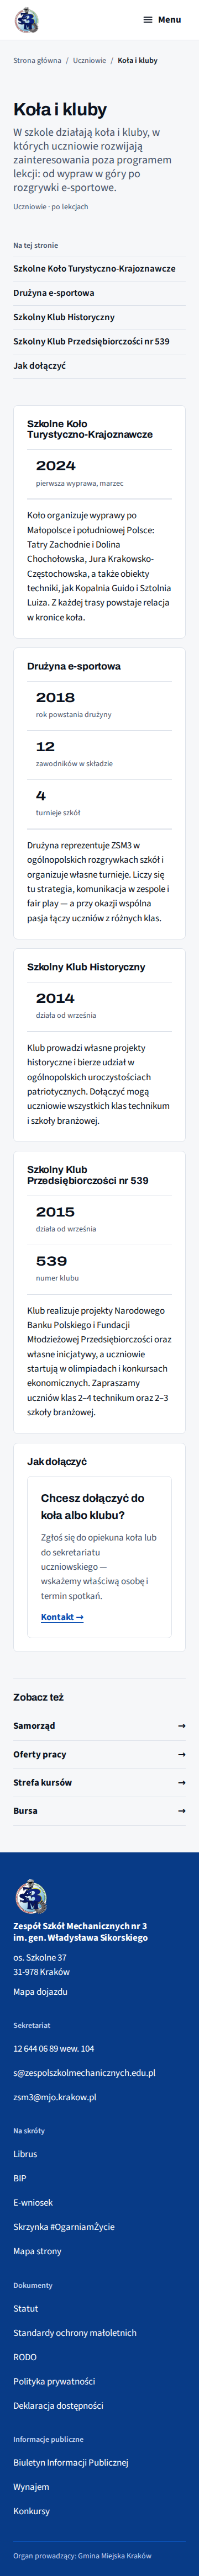 Menu
Strona główna / Uczniowie / Koła i kluby
Koła i kluby
W szkole działają koła i kluby, w
których uczniowie rozwijają
zainteresowania poza programem
lekcji: od wypraw w góry po
rozgrywki e-sportowe.
Uczniowie · po lekcjach
Na tej stronie
Szkolne Koło Turystyczno-Krajoznawcze
Drużyna e-sportowa
Szkolny Klub Historyczny
Szkolny Klub Przedsiębiorczości nr 539
Jak dołączyć
Szkolne Koło
Turystyczno-Krajoznawcze
2024
pierwsza wyprawa, marzec
Koło organizuje wyprawy po
Małopolsce i południowej Polsce:
Tatry Zachodnie i Dolina
Chochołowska, Jura Krakowsko-
Częstochowska, a także obiekty
techniki, jak Kopalnia Guido i Sztolnia
Luiza. Z każdej trasy powstaje relacja
w kronice koła.
Drużyna e-sportowa
2018
rok powstania drużyny
12
zawodników w składzie
4
turnieje szkół
Drużyna reprezentuje ZSM3 w
ogólnopolskich rozgrywkach szkół i
organizuje własne turnieje. Liczy się
tu strategia, komunikacja w zespole i
fair play — a przy okazji wspólna
pasja łączy uczniów z różnych klas.
Szkolny Klub Historyczny
2014
działa od września
Klub prowadzi własne projekty
historyczne i bierze udział w
ogólnopolskich uroczystościach
patriotycznych. Dołączyć mogą
uczniowie wszystkich klas technikum
i szkoły branżowej.
Szkolny Klub
Przedsiębiorczości nr 539
2015
działa od września
539
numer klubu
Klub realizuje projekty Narodowego
Banku Polskiego i Fundacji
Młodzieżowej Przedsiębiorczości oraz
własne inicjatywy, a uczniowie
startują w olimpiadach i konkursach
ekonomicznych. Zapraszamy
uczniów klas 2–4 technikum oraz 2–3
szkoły branżowej.
Jak dołączyć
Chcesz dołączyć do
koła albo klubu?
Zgłoś się do opiekuna koła lub
do sekretariatu
uczniowskiego —
wskażemy właściwą osobę i
termin spotkań.
Kontakt →
Zobacz też
Samorząd →
Oferty pracy →
Strefa kursów →
Bursa →
Zespół Szkół Mechanicznych nr 3
im. gen. Władysława Sikorskiego
os. Szkolne 37
31-978 Kraków
Mapa dojazdu
Sekretariat
12 644 06 89 wew. 104
s@zespolszkolmechanicznych.edu.pl
zsm3@mjo.krakow.pl
Na skróty
Librus
BIP
E-wniosek
Skrzynka #OgarniamŻycie
Mapa strony
Dokumenty
Statut
Standardy ochrony małoletnich
RODO
Polityka prywatności
Deklaracja dostępności
Informacje publiczne
Biuletyn Informacji Publicznej
Wynajem
Konkursy
Organ prowadzący: Gmina Miejska Kraków